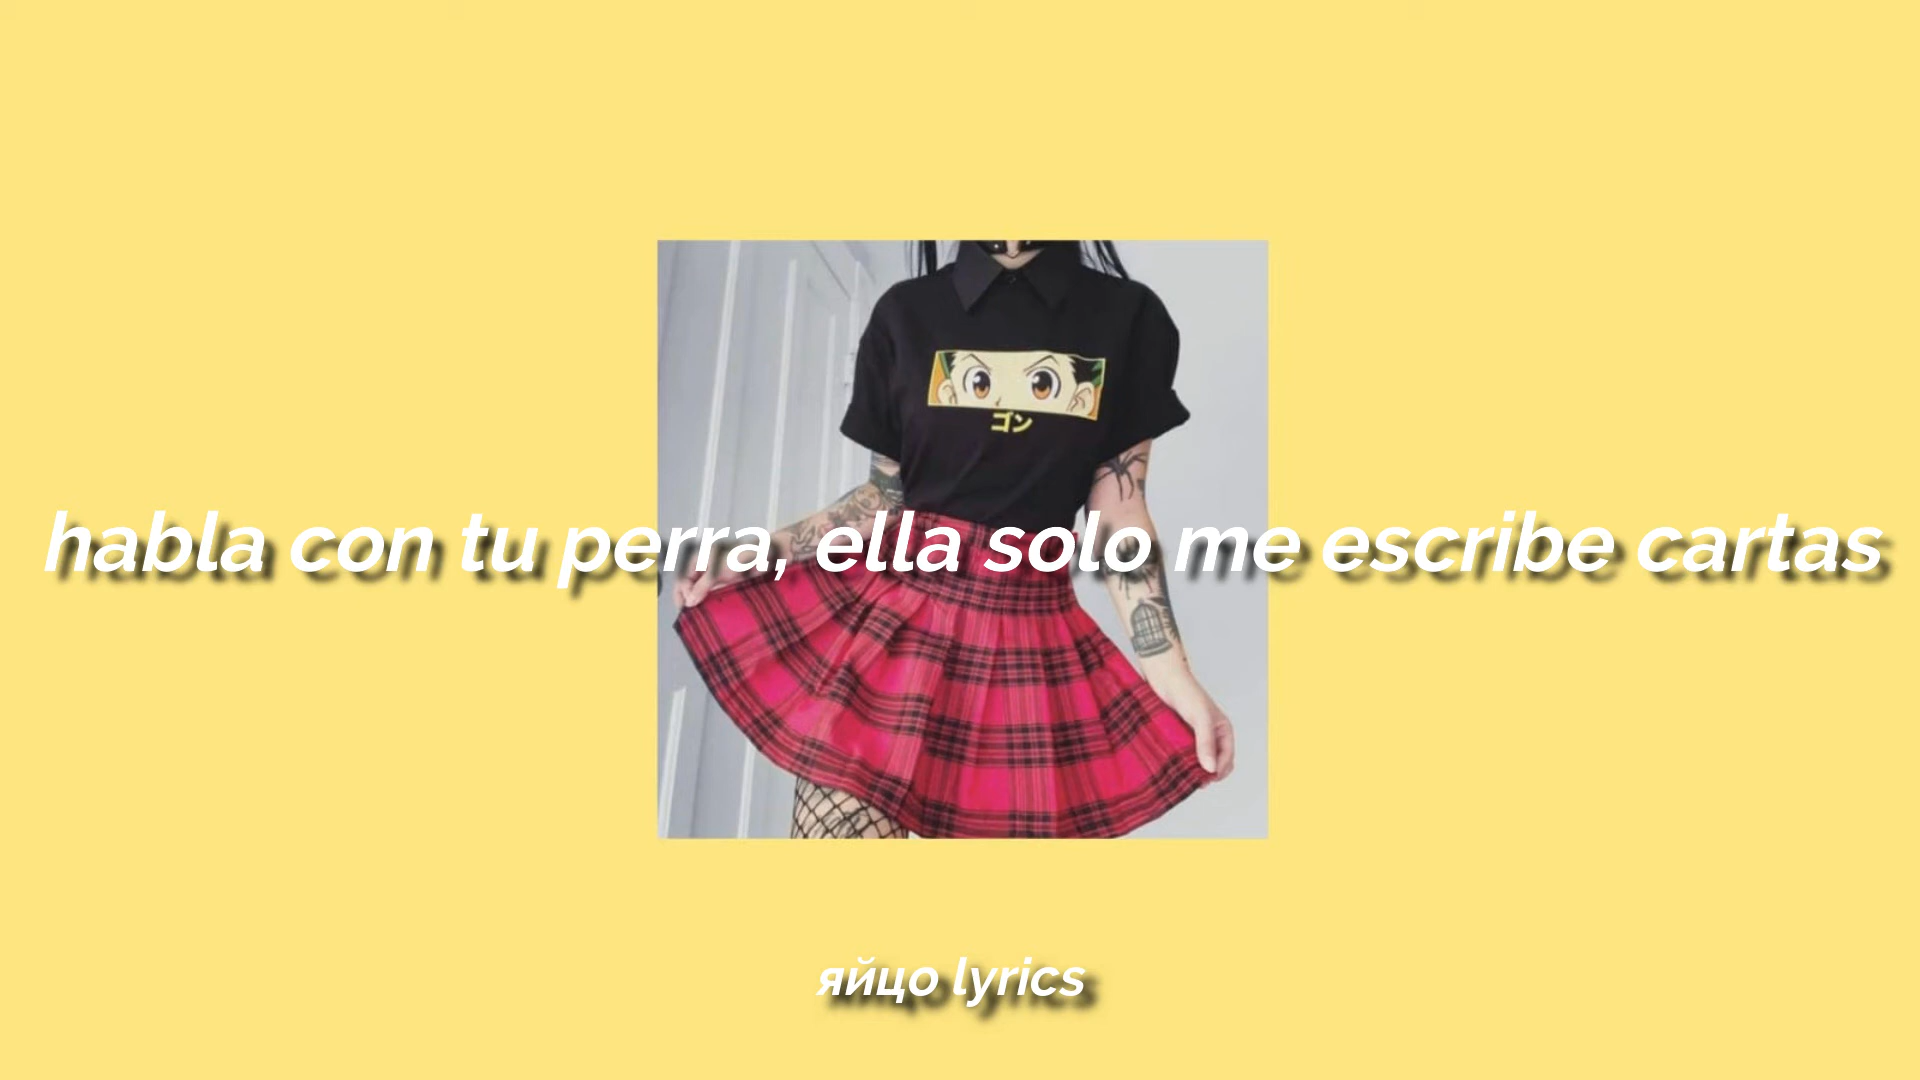 ゴン
habla con tu perra, ella solo me escribe cartas
яйцо lyrics